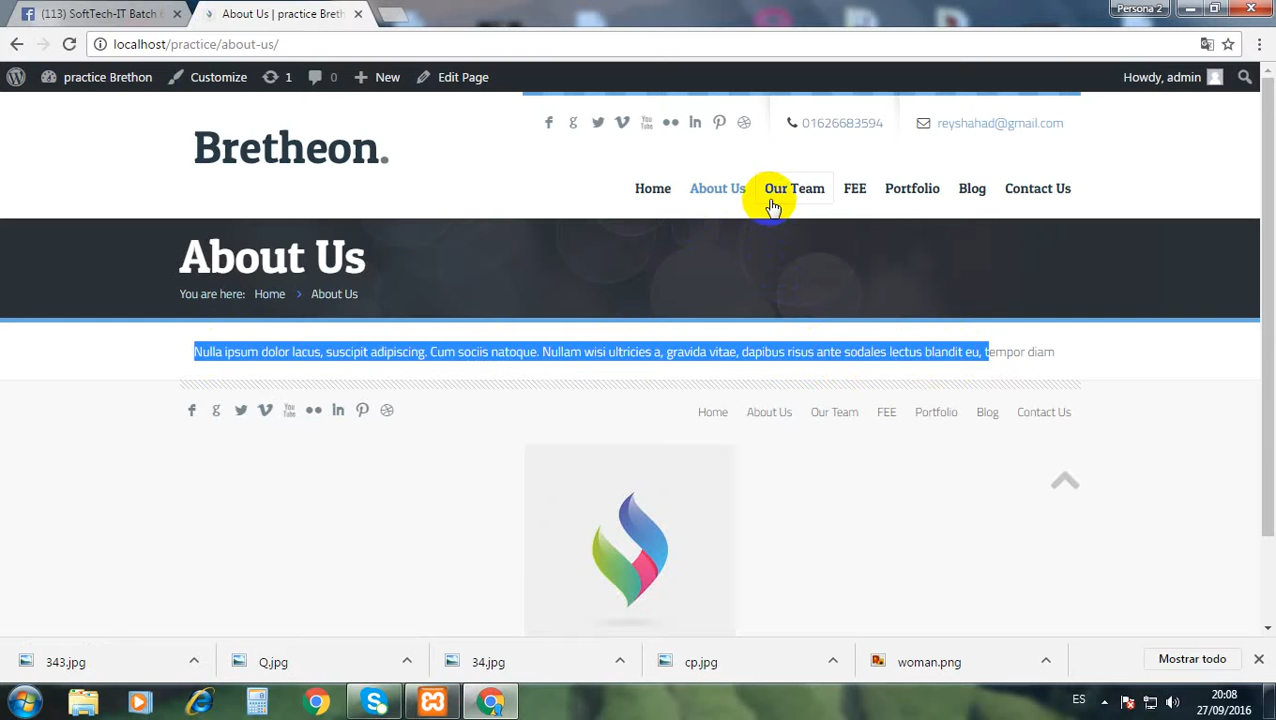 (113) SoftTech-IT Batch
About Us | practice Breth
Persona 2
localhost/practice/about-us/
practice Brethon
Customize
1
0
New
Edit Page
Howdy, admin
01626683594
reyshahad@gmail.com
Bretheon.
Home
About Us
Our Team
FEE
Portfolio
Blog
Contact Us
About Us
You are here: Home > About Us
Nulla ipsum dolor lacus, suscipit adipiscing. Cum sociis natoque. Nullam wisi ultricies a, gravida vitae, dapibus risus ante sodales lectus blandit eu, tempor diam
Home
About Us
Our Team
FEE
Portfolio
Blog
Contact Us
343.jpg
Q.jpg
34.jpg
cp.jpg
woman.png
Mostrar todo
ES
20:08
27/09/2016